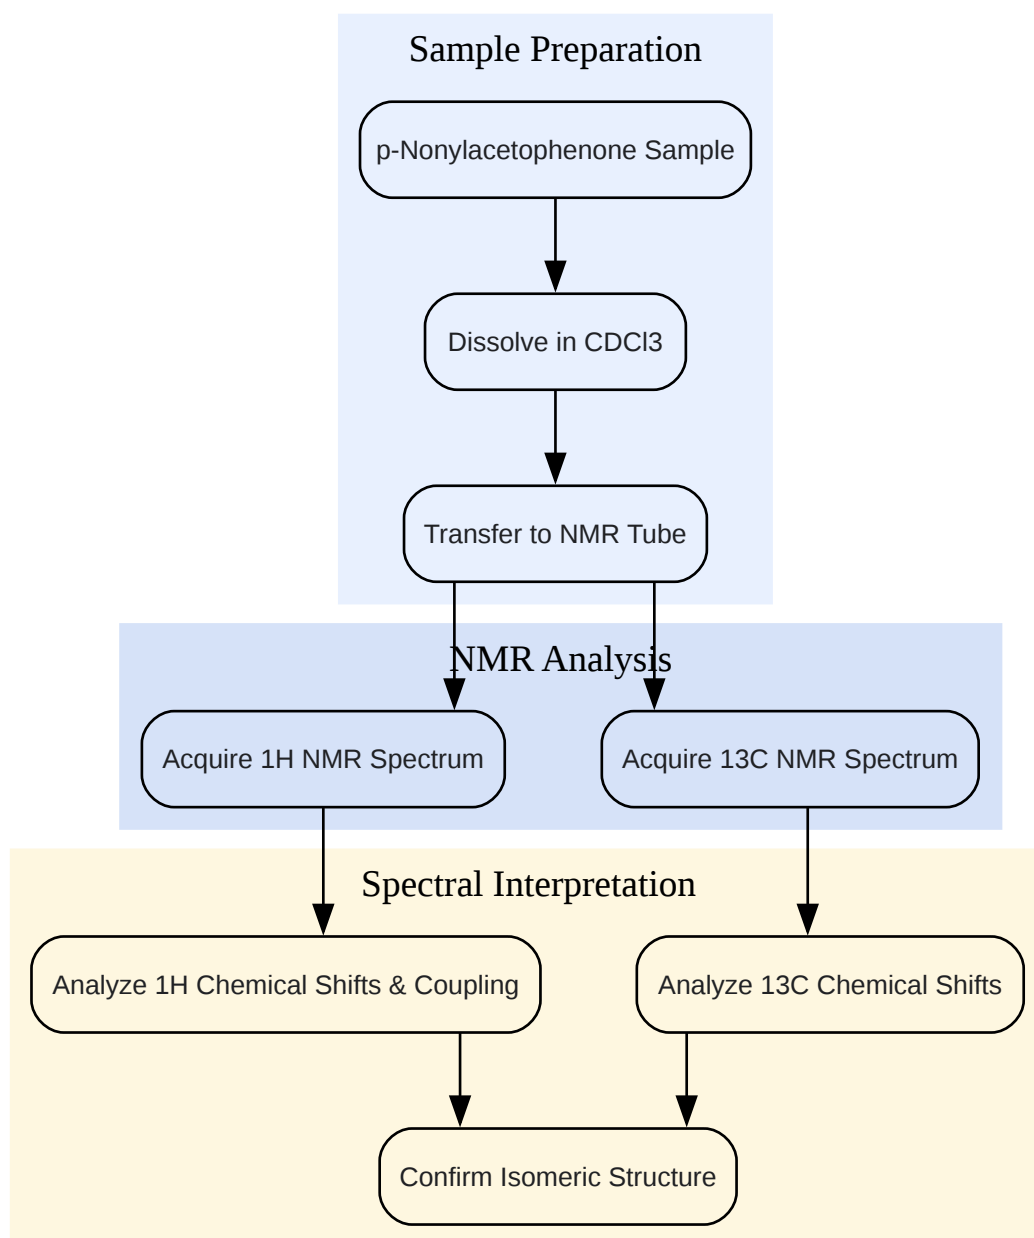 Sample Preparation
p-Nonylacetophenone Sample
Dissolve in CDCl3
Transfer to NMR Tube
NMR Analysis
Acquire 1H NMR Spectrum
Acquire 13C NMR Spectrum
Spectral Interpretation
Analyze 1H Chemical Shifts & Coupling
Analyze 13C Chemical Shifts
Confirm Isomeric Structure